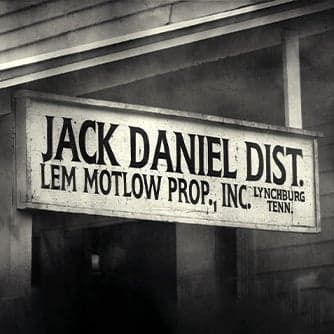 JACK DANIEL DIST.
LEM MOTLOW PROP., INC. LYNCHBURG
TENN.